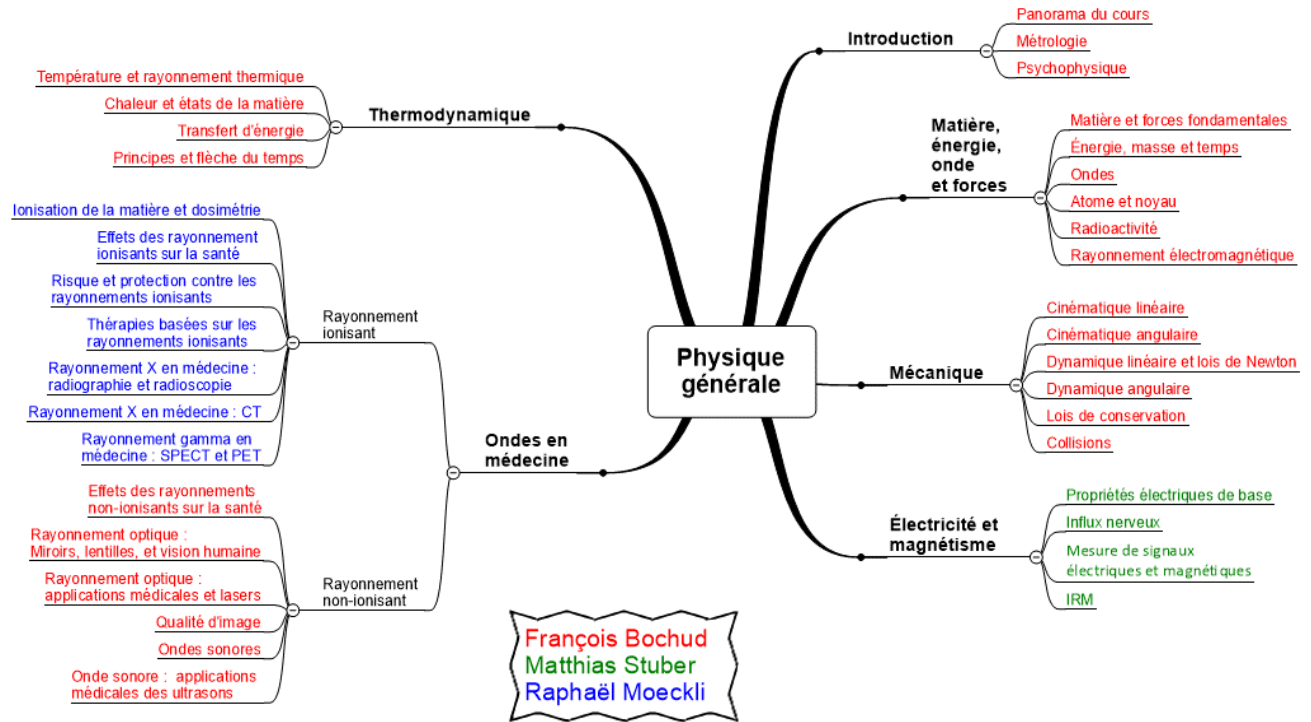 Physique
générale
Introduction
Panorama du cours
Métrologie
Psychophysique
Matière,
énergie,
onde
et forces
Matière et forces fondamentales
Énergie, masse et temps
Ondes
Atome et noyau
Radioactivité
Rayonnement électromagnétique
Mécanique
Cinématique linéaire
Cinématique angulaire
Dynamique linéaire et lois de Newton
Dynamique angulaire
Lois de conservation
Collisions
Électricité et
magnétisme
Propriétés électriques de base
Influx nerveux
Mesure de signaux
électriques et magnétiques
IRM
Thermodynamique
Température et rayonnement thermique
Chaleur et états de la matière
Transfert d'énergie
Principes et flèche du temps
Ondes en
médecine
Rayonnement
ionisant
Ionisation de la matière et dosimétrie
Effets des rayonnement
ionisants sur la santé
Risque et protection contre les
rayonnements ionisants
Thérapies basées sur les
rayonnements ionisants
Rayonnement X en médecine :
radiographie et radioscopie
Rayonnement X en médecine : CT
Rayonnement gamma en
médecine : SPECT et PET
Rayonnement
non-ionisant
Effets des rayonnements
non-ionisants sur la santé
Rayonnement optique :
Miroirs, lentilles, et vision humaine
Rayonnement optique :
applications médicales et lasers
Qualité d'image
Ondes sonores
Onde sonore : applications
médicales des ultrasons
François Bochud
Matthias Stuber
Raphaël Moeckli